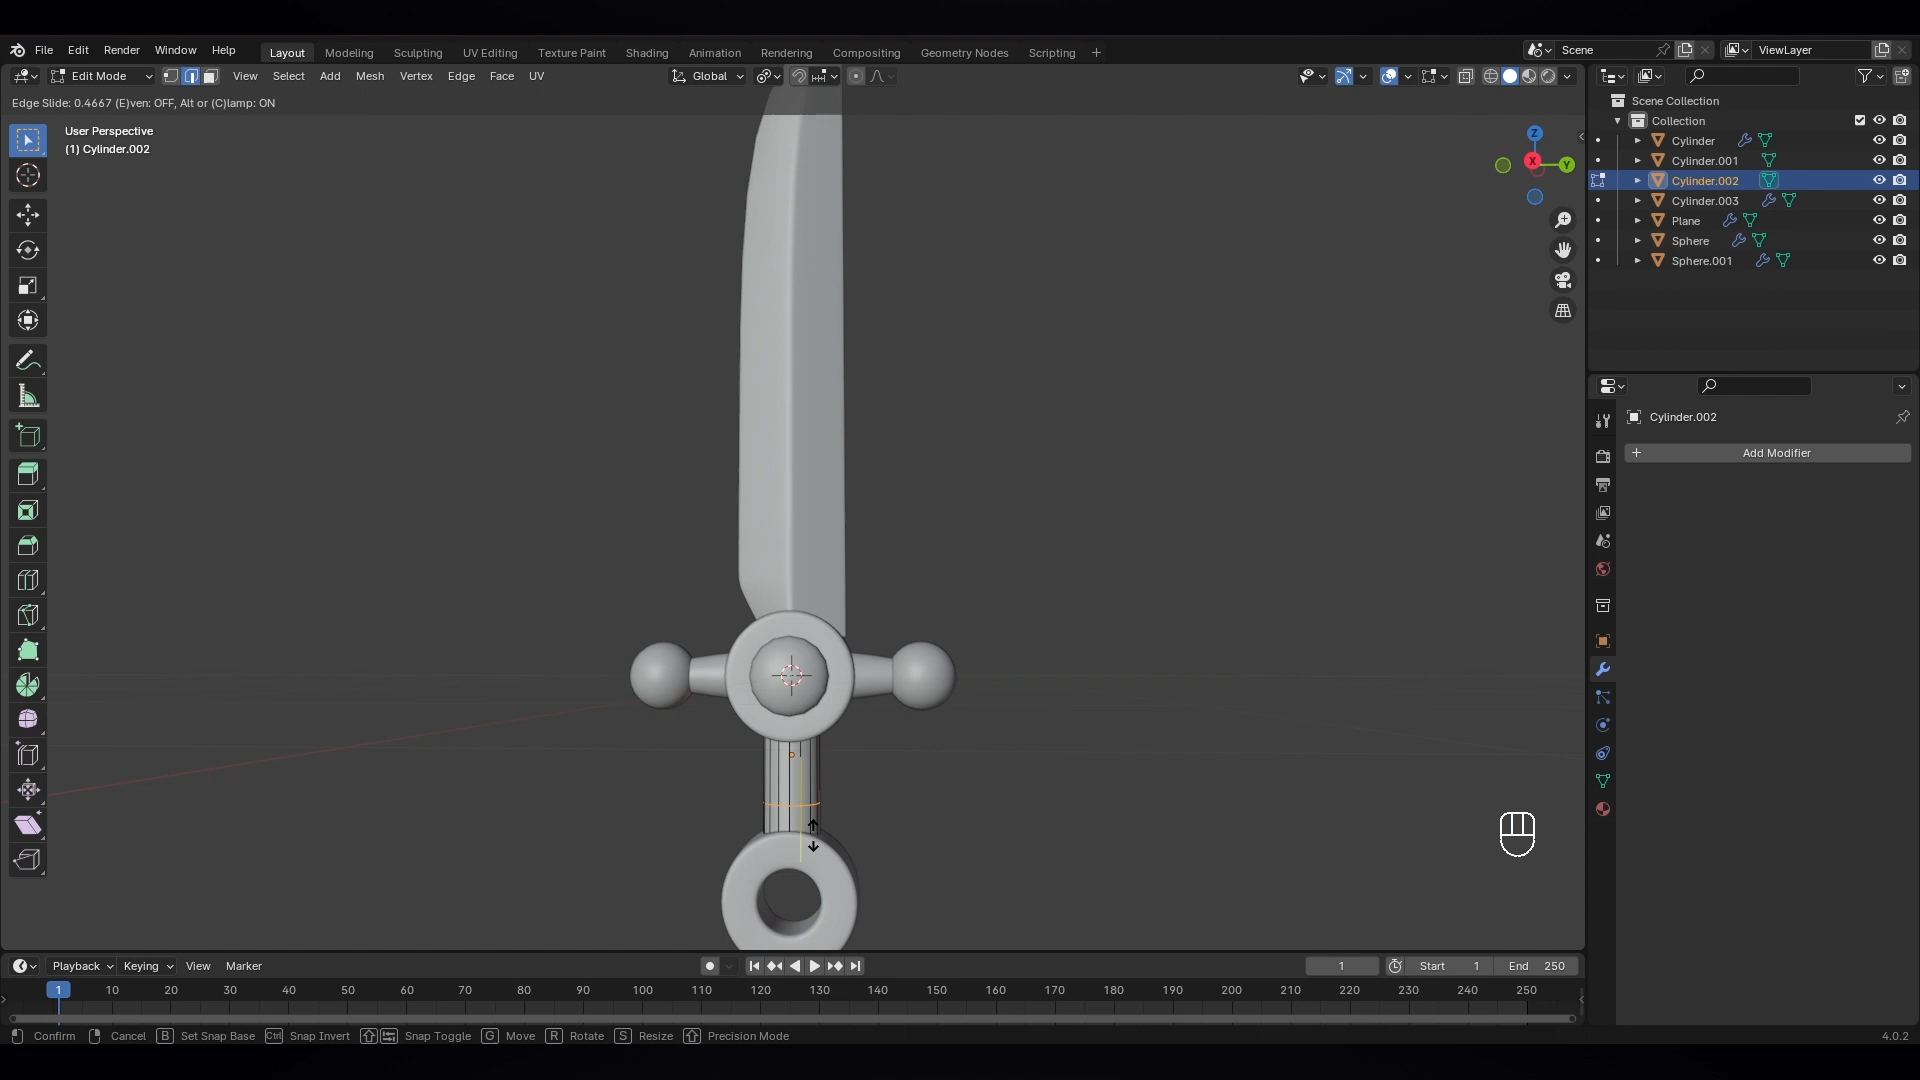 File Edit Render Window Help Layout Modeling Sculpting UV Editing Texture Paint Shading Animation Rendering Compositing Geometry Nodes Scripting + Scene ViewLayer
Edit Mode View Select Add Mesh Vertex Edge Face UV Global
Edge Slide: 0.4667 (E)ven: OFF, Alt or (C)lamp: ON
User Perspective
(1) Cylinder.002
Z
X
Y
Scene Collection
Collection
Cylinder
Cylinder.001
Cylinder.002
Cylinder.003
Plane
Sphere
Sphere.001
Cylinder.002
+ Add Modifier
Playback Keying View Marker 1 Start 1 End 250
1 10 20 30 40 50 60 70 80 90 100 110 120 130 140 150 160 170 180 190 200 210 220 230 240 250
Confirm Cancel B Set Snap Base Ctrl Snap Invert Snap Toggle G Move R Rotate S Resize Precision Mode 4.0.2